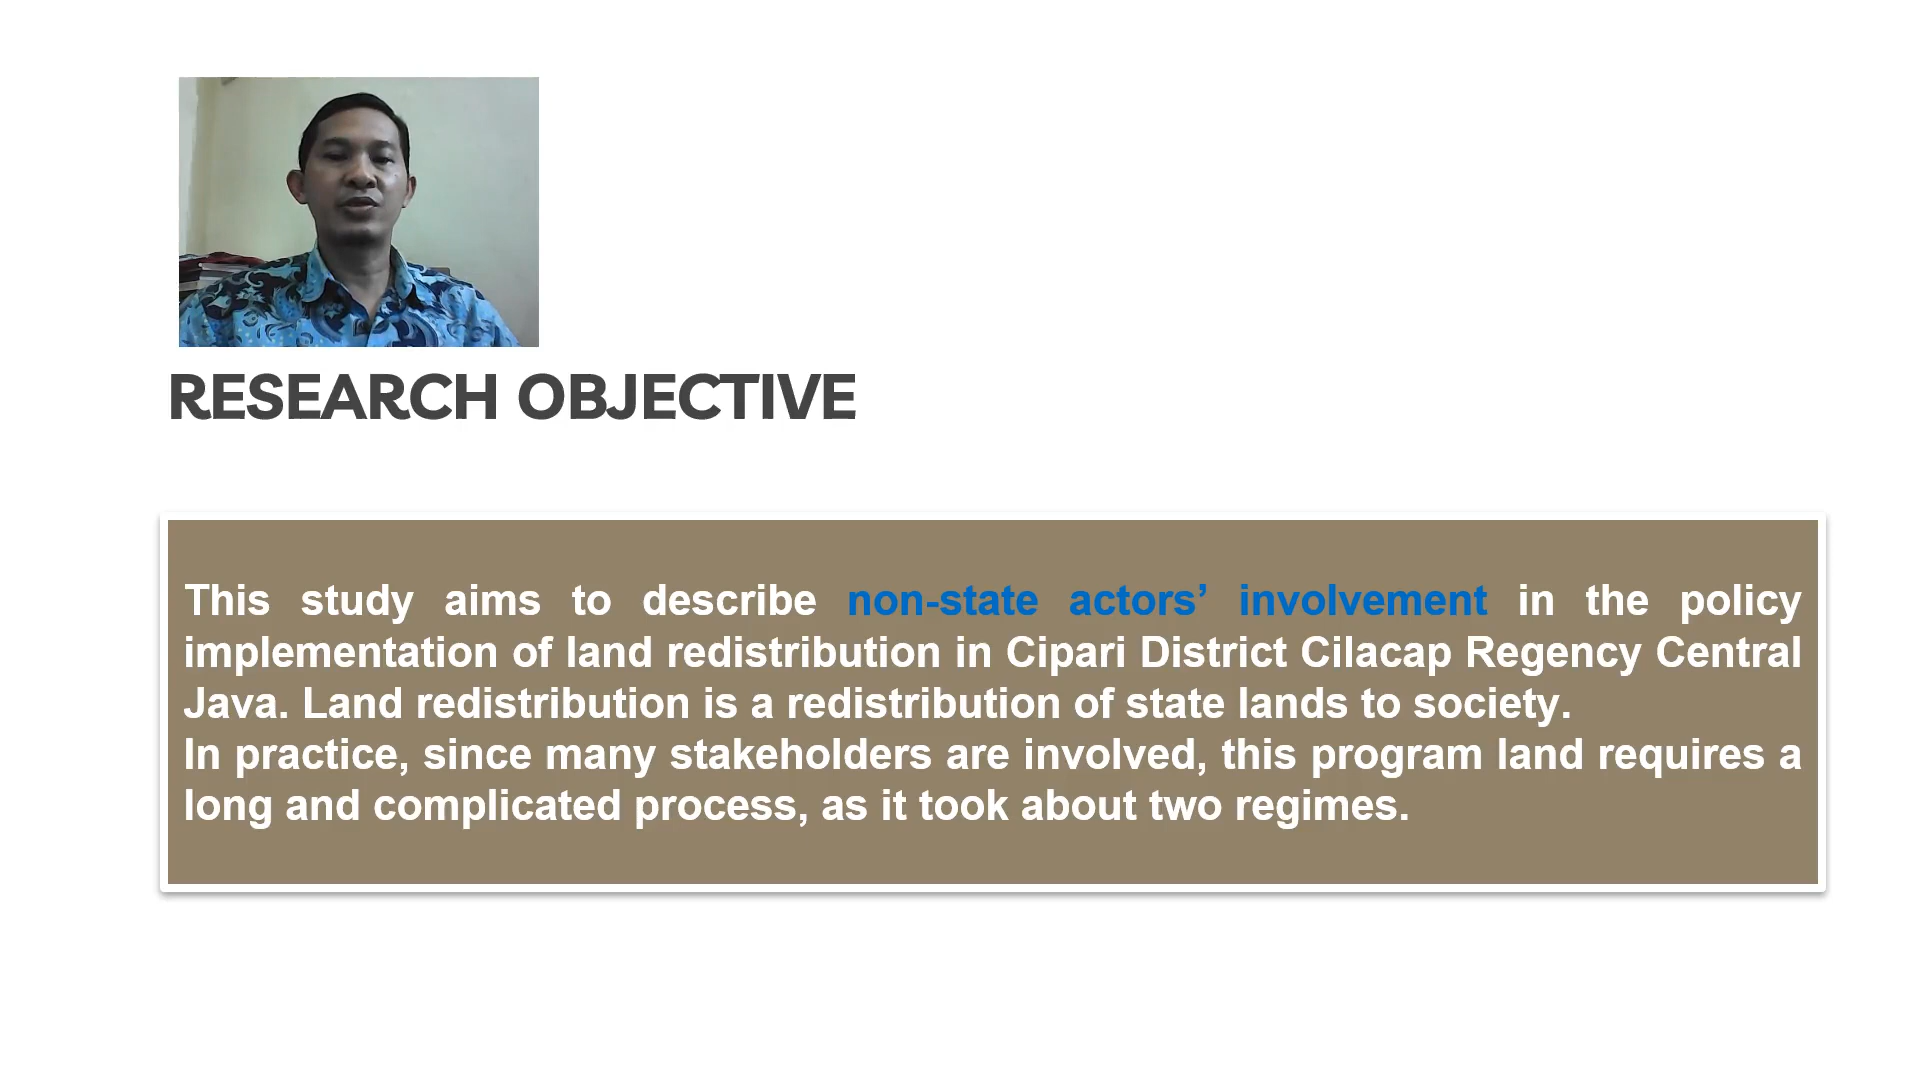 RESEARCH OBJECTIVE
This study aims to describe non-state actors’ involvement in the policy
implementation of land redistribution in Cipari District Cilacap Regency Central
Java. Land redistribution is a redistribution of state lands to society.
In practice, since many stakeholders are involved, this program land requires a
long and complicated process, as it took about two regimes.